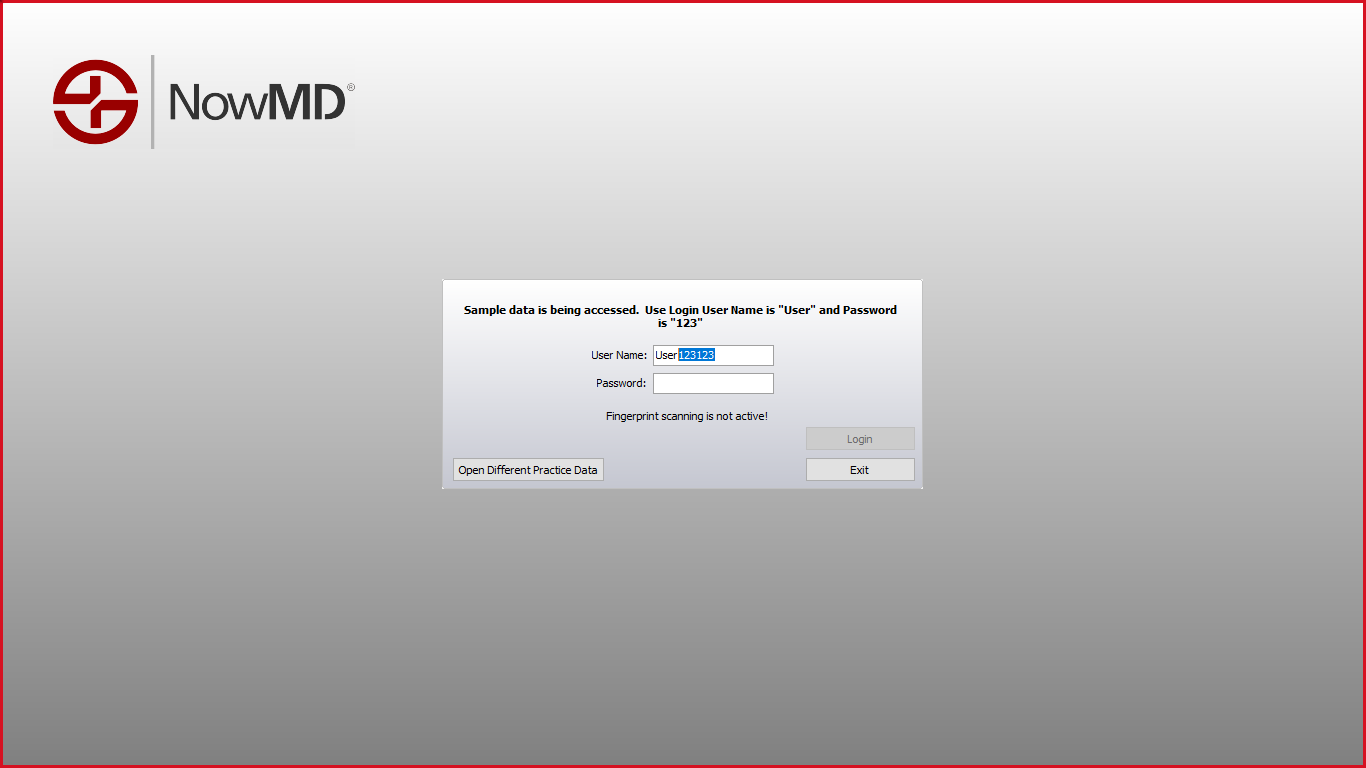 NowMD®
Sample data is being accessed.  Use Login User Name is "User" and Password
is "123"
User Name: User123123
Password:
Fingerprint scanning is not active!
Login
Open Different Practice Data Exit